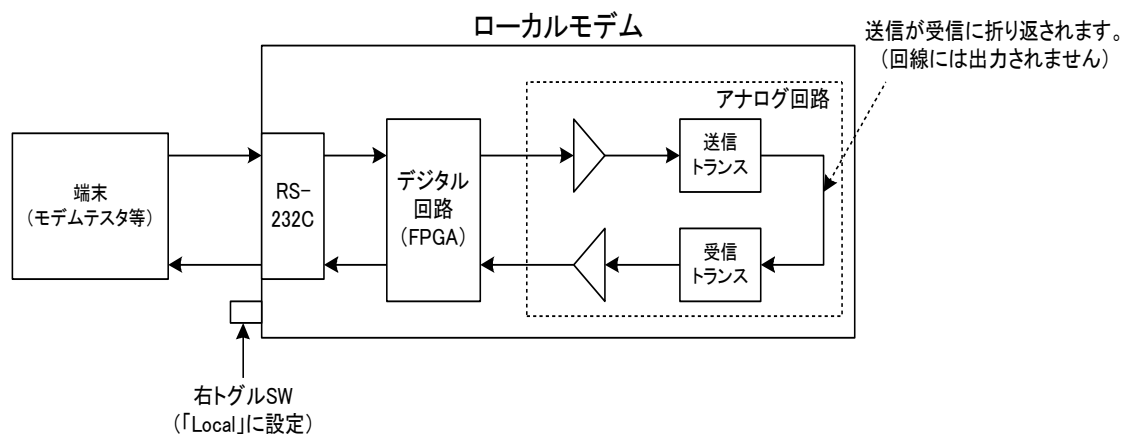 ローカルモデム
送信が受信に折り返されます。
（回線には出力されません）
アナログ回路
端末
（モデムテスタ等）
RS-
232C
デジタル
回路
（FPGA）
送信
トランス
受信
トランス
右トグルSW
（「Local」に設定）